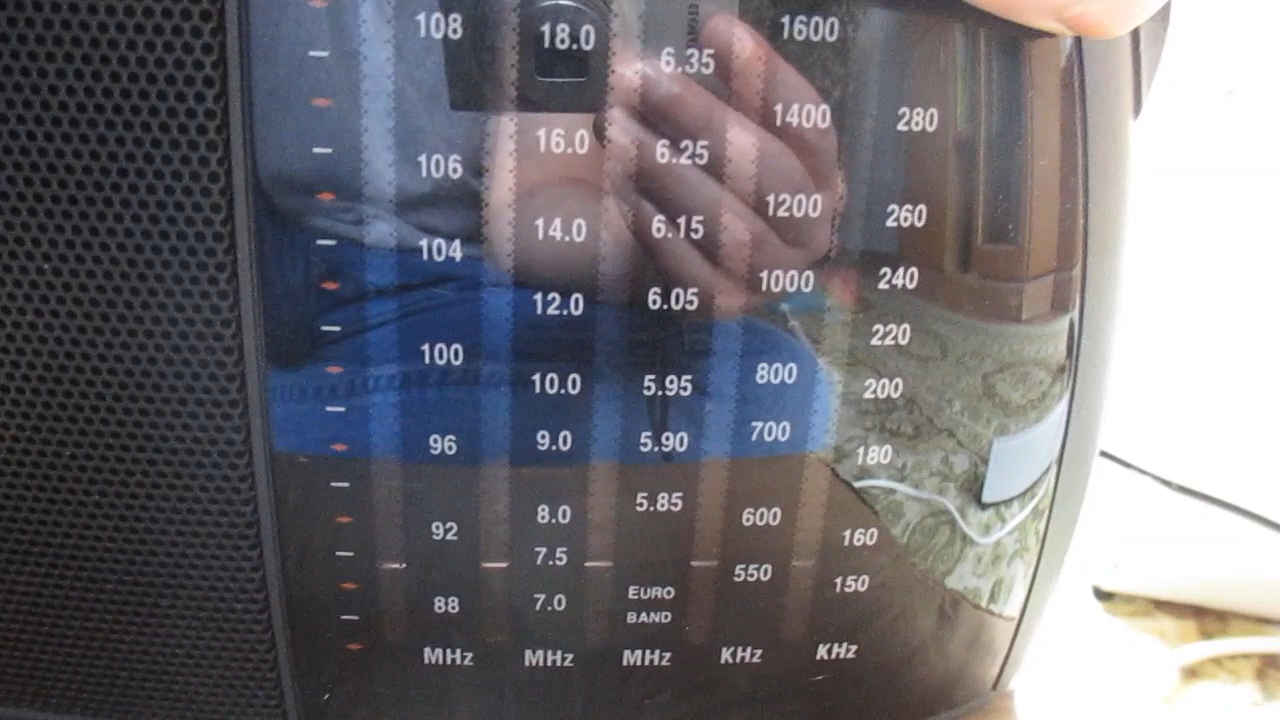 108 18.0 6.35 1600
1400 280
16.0 6.25
106
1200 260
14.0 6.15
104 1000 240
12.0 6.05
220
100 800
10.0 5.95 200
96 9.0 5.90 700
180
8.0 5.85 600
92 160
7.5 550
150
88 7.0 EURO
BAND
MHz MHz MHz KHz KHz